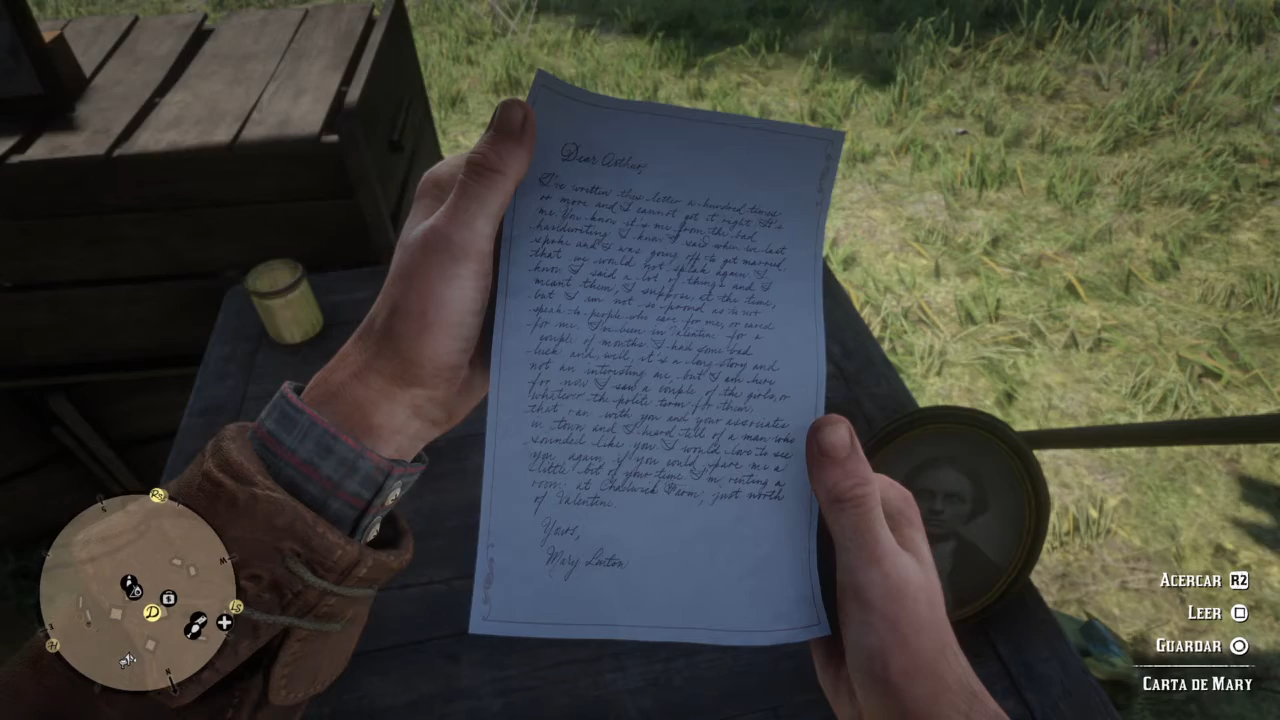 Dear Arthur,
I've written this letter a hundred times
or more and I cannot get it right. It's
me. You know it's me from the bad
handwriting. I know I said when we last
spoke and I was going off to get married,
that we would not speak again. I
know I said a lot of things and I
meant them, I suppose, at the time,
but I am not so proud as to not
speak to people who care for me, or cared
for me. I've been in Valentine for a
couple of months. I had some bad
luck and, well, it's a long story and
not an interesting one, but I am here
for now. I saw a couple of the girls, or
whatever the polite term for them,
that ran with you and your associates
in town and I heard tell of a man who
sounded like you. I would love to see
you again, if you could spare me a
little bit of your time. I'm renting a
room at Chadwick Farm, just north
of Valentine.
Yours,
Mary Linton
ACERCAR R2
LEER
GUARDAR
CARTA DE MARY
RS
W
D
$
LS
H
N